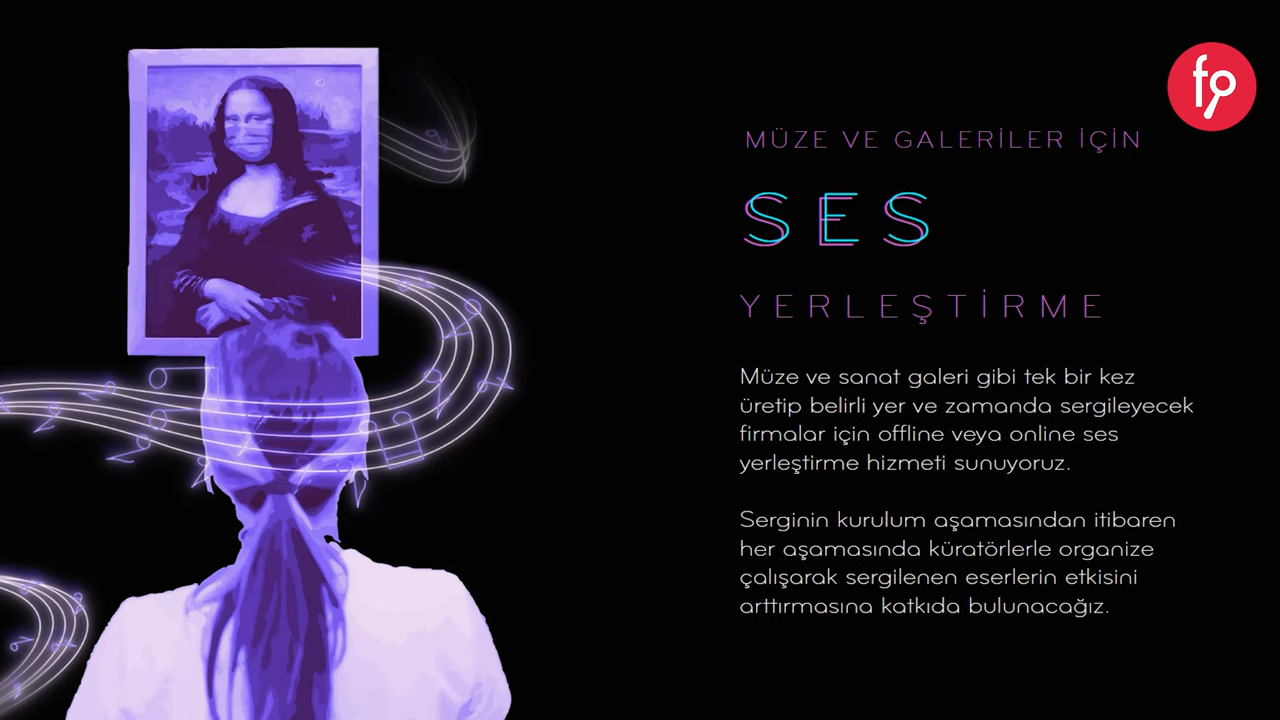 fp
MÜZE VE GALERİLER İÇİN
SES
YERLEŞTİRME
Müze ve sanat galeri gibi tek bir kez
üretip belirli yer ve zamanda sergileyecek
firmalar için offline veya online ses
yerleştirme hizmeti sunuyoruz.
Serginin kurulum aşamasından itibaren
her aşamasında küratörlerle organize
çalışarak sergilenen eserlerin etkisini
arttırmasına katkıda bulunacağız.